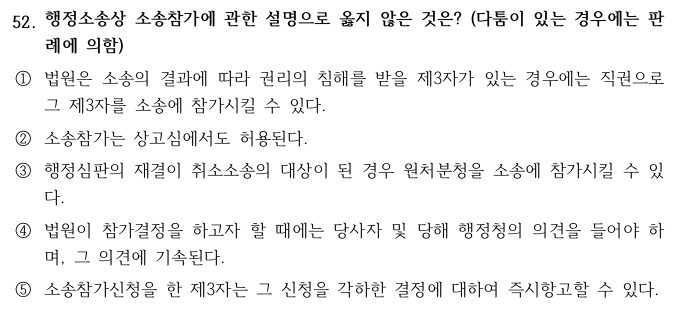 52. 행정소송상 소송참가에 관한 설명으로 옳지 않은 것은? (다툼이 있는 경우에는 판
례에 의함)
① 법원은 소송의 결과에 따라 권리의 침해를 받을 제3자가 있는 경우에는 직권으로
그 제3자를 소송에 참가시킬 수 있다.
② 소송참가는 상고심에서도 허용된다.
③ 행정심판의 재결이 취소소송의 대상이 된 경우 원처분청을 소송에 참가시킬 수 있
다.
④ 법원이 참가결정을 하고자 할 때에는 당사자 및 당해 행정청의 의견을 들어야 하
며, 그 의견에 기속된다.
⑤ 소송참가신청을 한 제3자는 그 신청을 각하한 결정에 대하여 즉시항고할 수 있다.